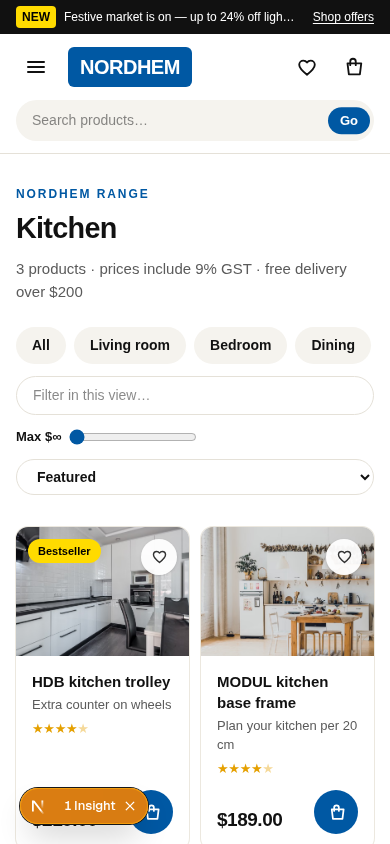 NEW Festive market is on — up to 24% off ligh… Shop offers
NORDHEM
Search products… Go
NORDHEM RANGE
Kitchen
3 products · prices include 9% GST · free delivery
over $200
All Living room Bedroom Dining
Filter in this view…
Max $∞
Featured
Bestseller
HDB kitchen trolley
Extra counter on wheels
MODUL kitchen
base frame
Plan your kitchen per 20
cm
1 Insight
$189.00